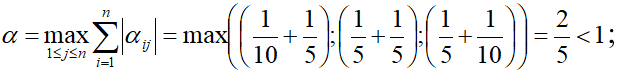 α = max_{1≤j≤n} ∑_{i=1}^{n} |α_{ij}| = max((1/10 + 1/5);(1/5 + 1/5);(1/5 + 1/10)) = 2/5 < 1;